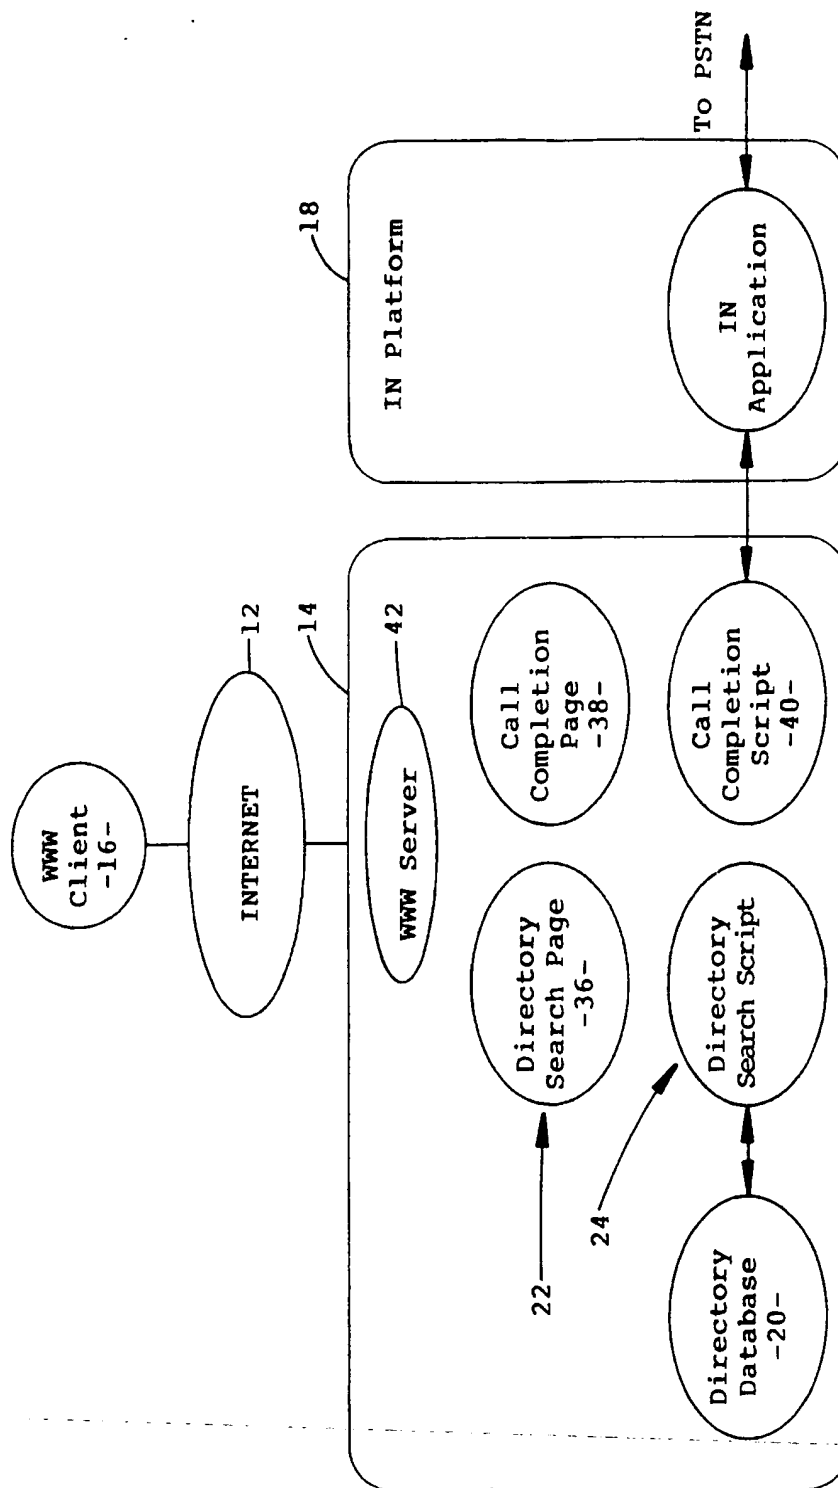 WWW
Client
-16-
INTERNET
12
14
WWW Server
42
18
IN Platform
22
Directory
Search Page
-36-
Call
Completion
Page
-38-
24
Directory
Database
-20-
Directory
Search Script
Call
Completion
Script
-40-
IN
Application
To PSTN